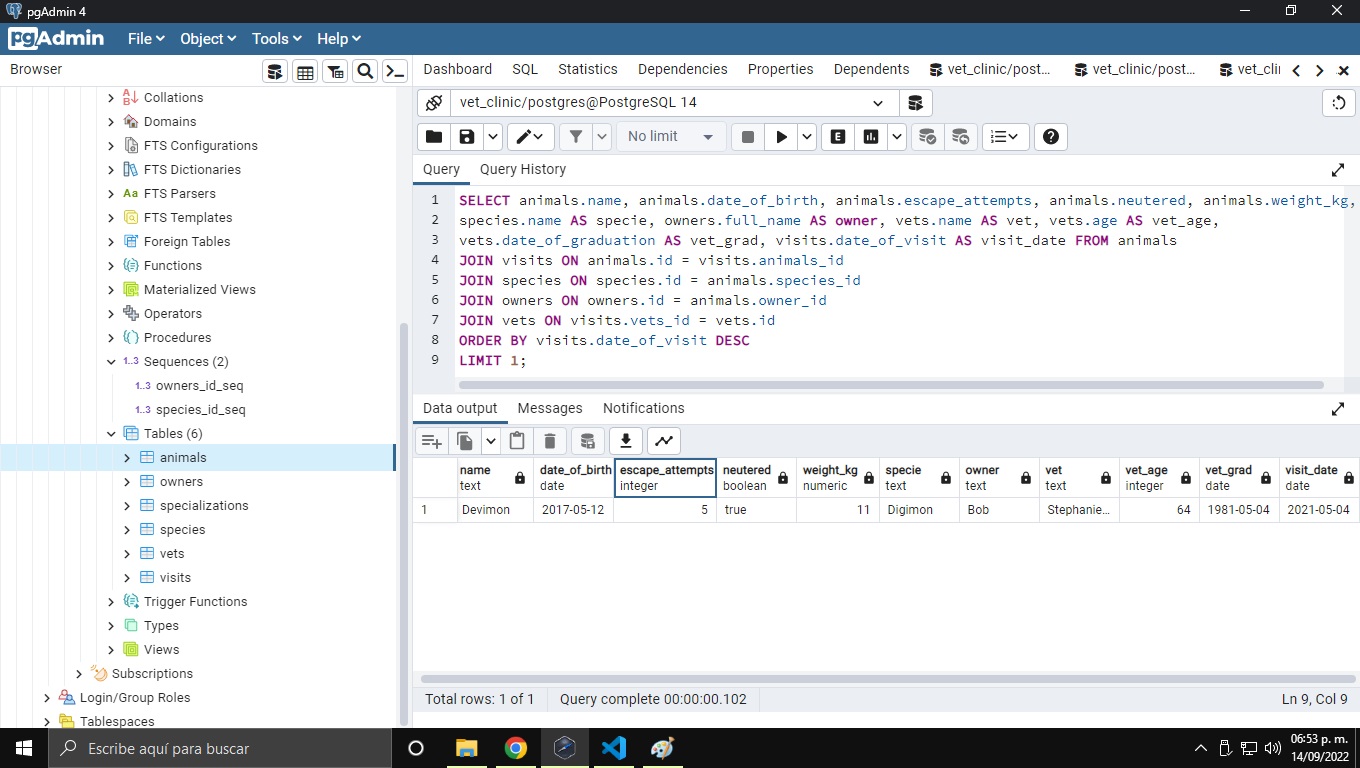 pgAdmin 4
pgAdmin File Object Tools Help
Browser
Dashboard SQL Statistics Dependencies Properties Dependents vet_clinic/post... vet_clinic/post... vet_cli
Collations
Domains
FTS Configurations
FTS Dictionaries
Aa FTS Parsers
FTS Templates
Foreign Tables
Functions
Materialized Views
Operators
Procedures
1..3 Sequences (2)
1..3 owners_id_seq
1..3 species_id_seq
Tables (6)
animals
owners
specializations
species
vets
visits
Trigger Functions
Types
Views
Subscriptions
Login/Group Roles
Tablespaces
vet_clinic/postgres@PostgreSQL 14
No limit
E
Query Query History
1 SELECT animals.name, animals.date_of_birth, animals.escape_attempts, animals.neutered, animals.weight_kg,
2 species.name AS specie, owners.full_name AS owner, vets.name AS vet, vets.age AS vet_age,
3 vets.date_of_graduation AS vet_grad, visits.date_of_visit AS visit_date FROM animals
4 JOIN visits ON animals.id = visits.animals_id
5 JOIN species ON species.id = animals.species_id
6 JOIN owners ON owners.id = animals.owner_id
7 JOIN vets ON visits.vets_id = vets.id
8 ORDER BY visits.date_of_visit DESC
9 LIMIT 1;
Data output Messages Notifications
name date_of_birth escape_attempts neutered weight_kg specie owner vet vet_age vet_grad visit_date
text date integer boolean numeric text text text integer date date
1 Devimon 2017-05-12 5 true 11 Digimon Bob Stephanie... 64 1981-05-04 2021-05-04
Total rows: 1 of 1 Query complete 00:00:00.102 Ln 9, Col 9
Escribe aquí para buscar
06:53 p. m.
14/09/2022